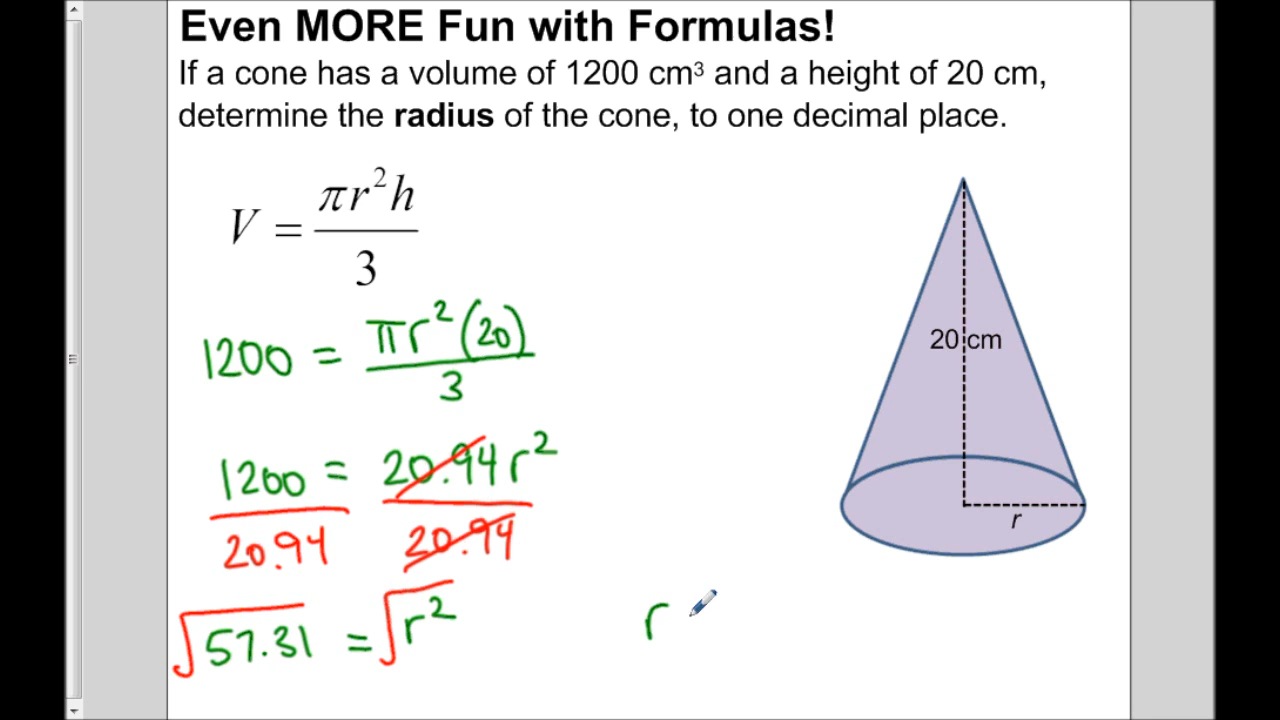 Even MORE Fun with Formulas!
If a cone has a volume of 1200 cm³ and a height of 20 cm,
determine the radius of the cone, to one decimal place.
V = πr²h / 3
1200 = πr²(20) / 3
20 cm
1200 / 20.94 = 20.94r² / 20.94
r
√57.31 = √r²
r